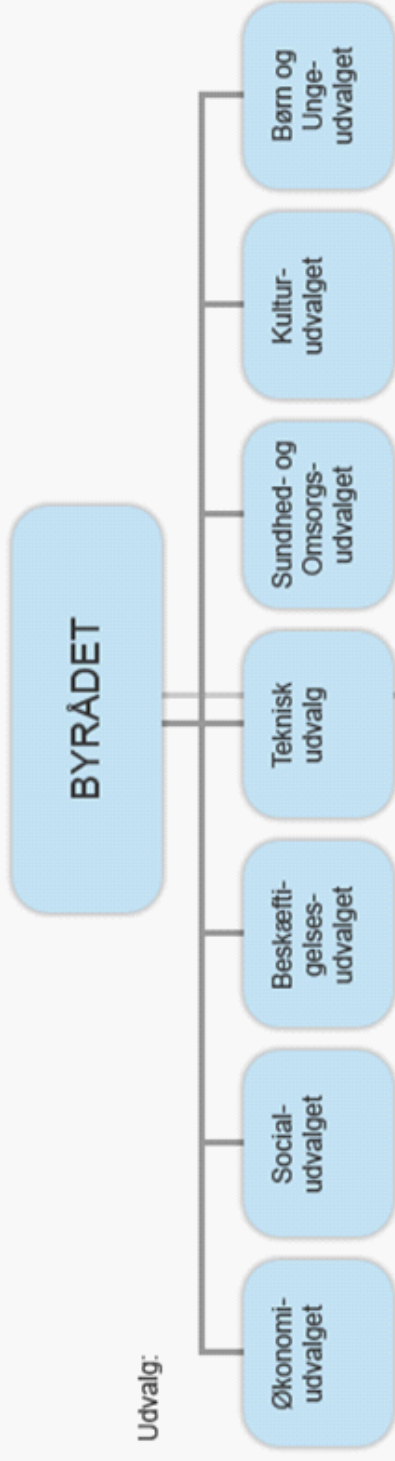 BYRÅDET
Udvalg:
Økonomi-
udvalget
Social-
udvalget
Beskæfti-
gelses-
udvalget
Teknisk
udvalg
Sundhed- og
Omsorgs-
udvalget
Kultur-
udvalget
Børn og
Unge-
udvalget